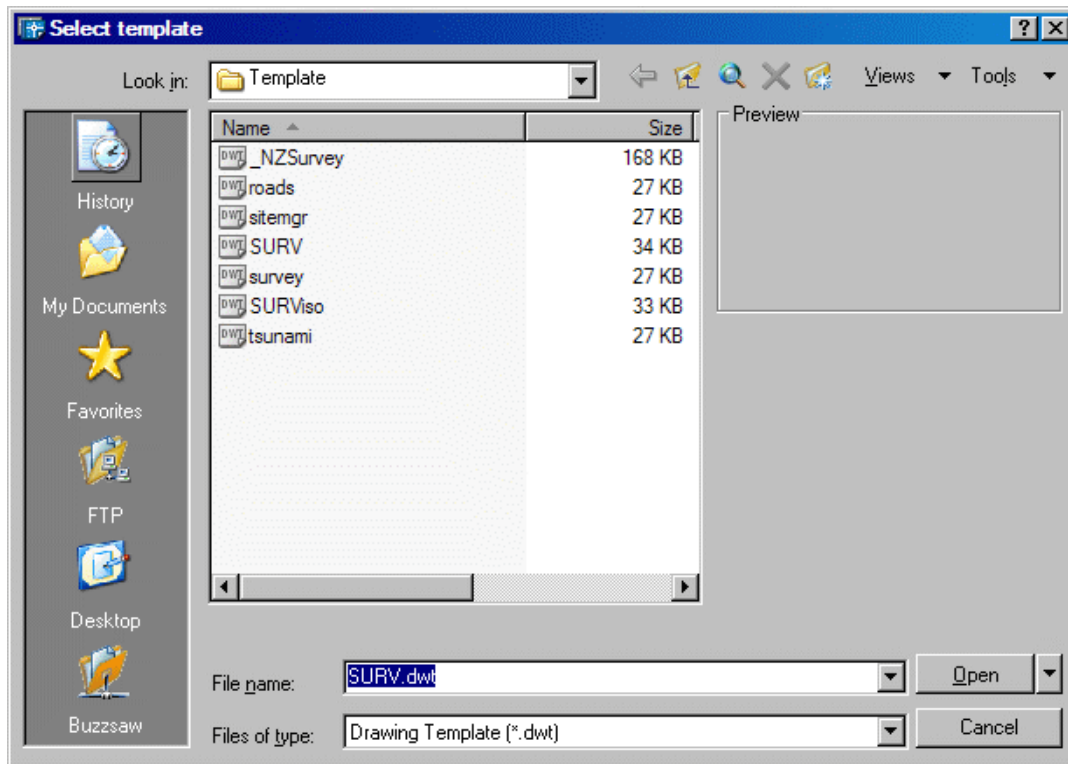 Select template
Look in: Template Views Tools
Name Size Preview
_NZSurvey 168 KB
roads 27 KB
sitemgr 27 KB
SURV 34 KB
survey 27 KB
SURViso 33 KB
tsunami 27 KB
History
My Documents
Favorites
FTP
Desktop
Buzzsaw
File name: SURV.dwt Open
Files of type: Drawing Template (*.dwt) Cancel